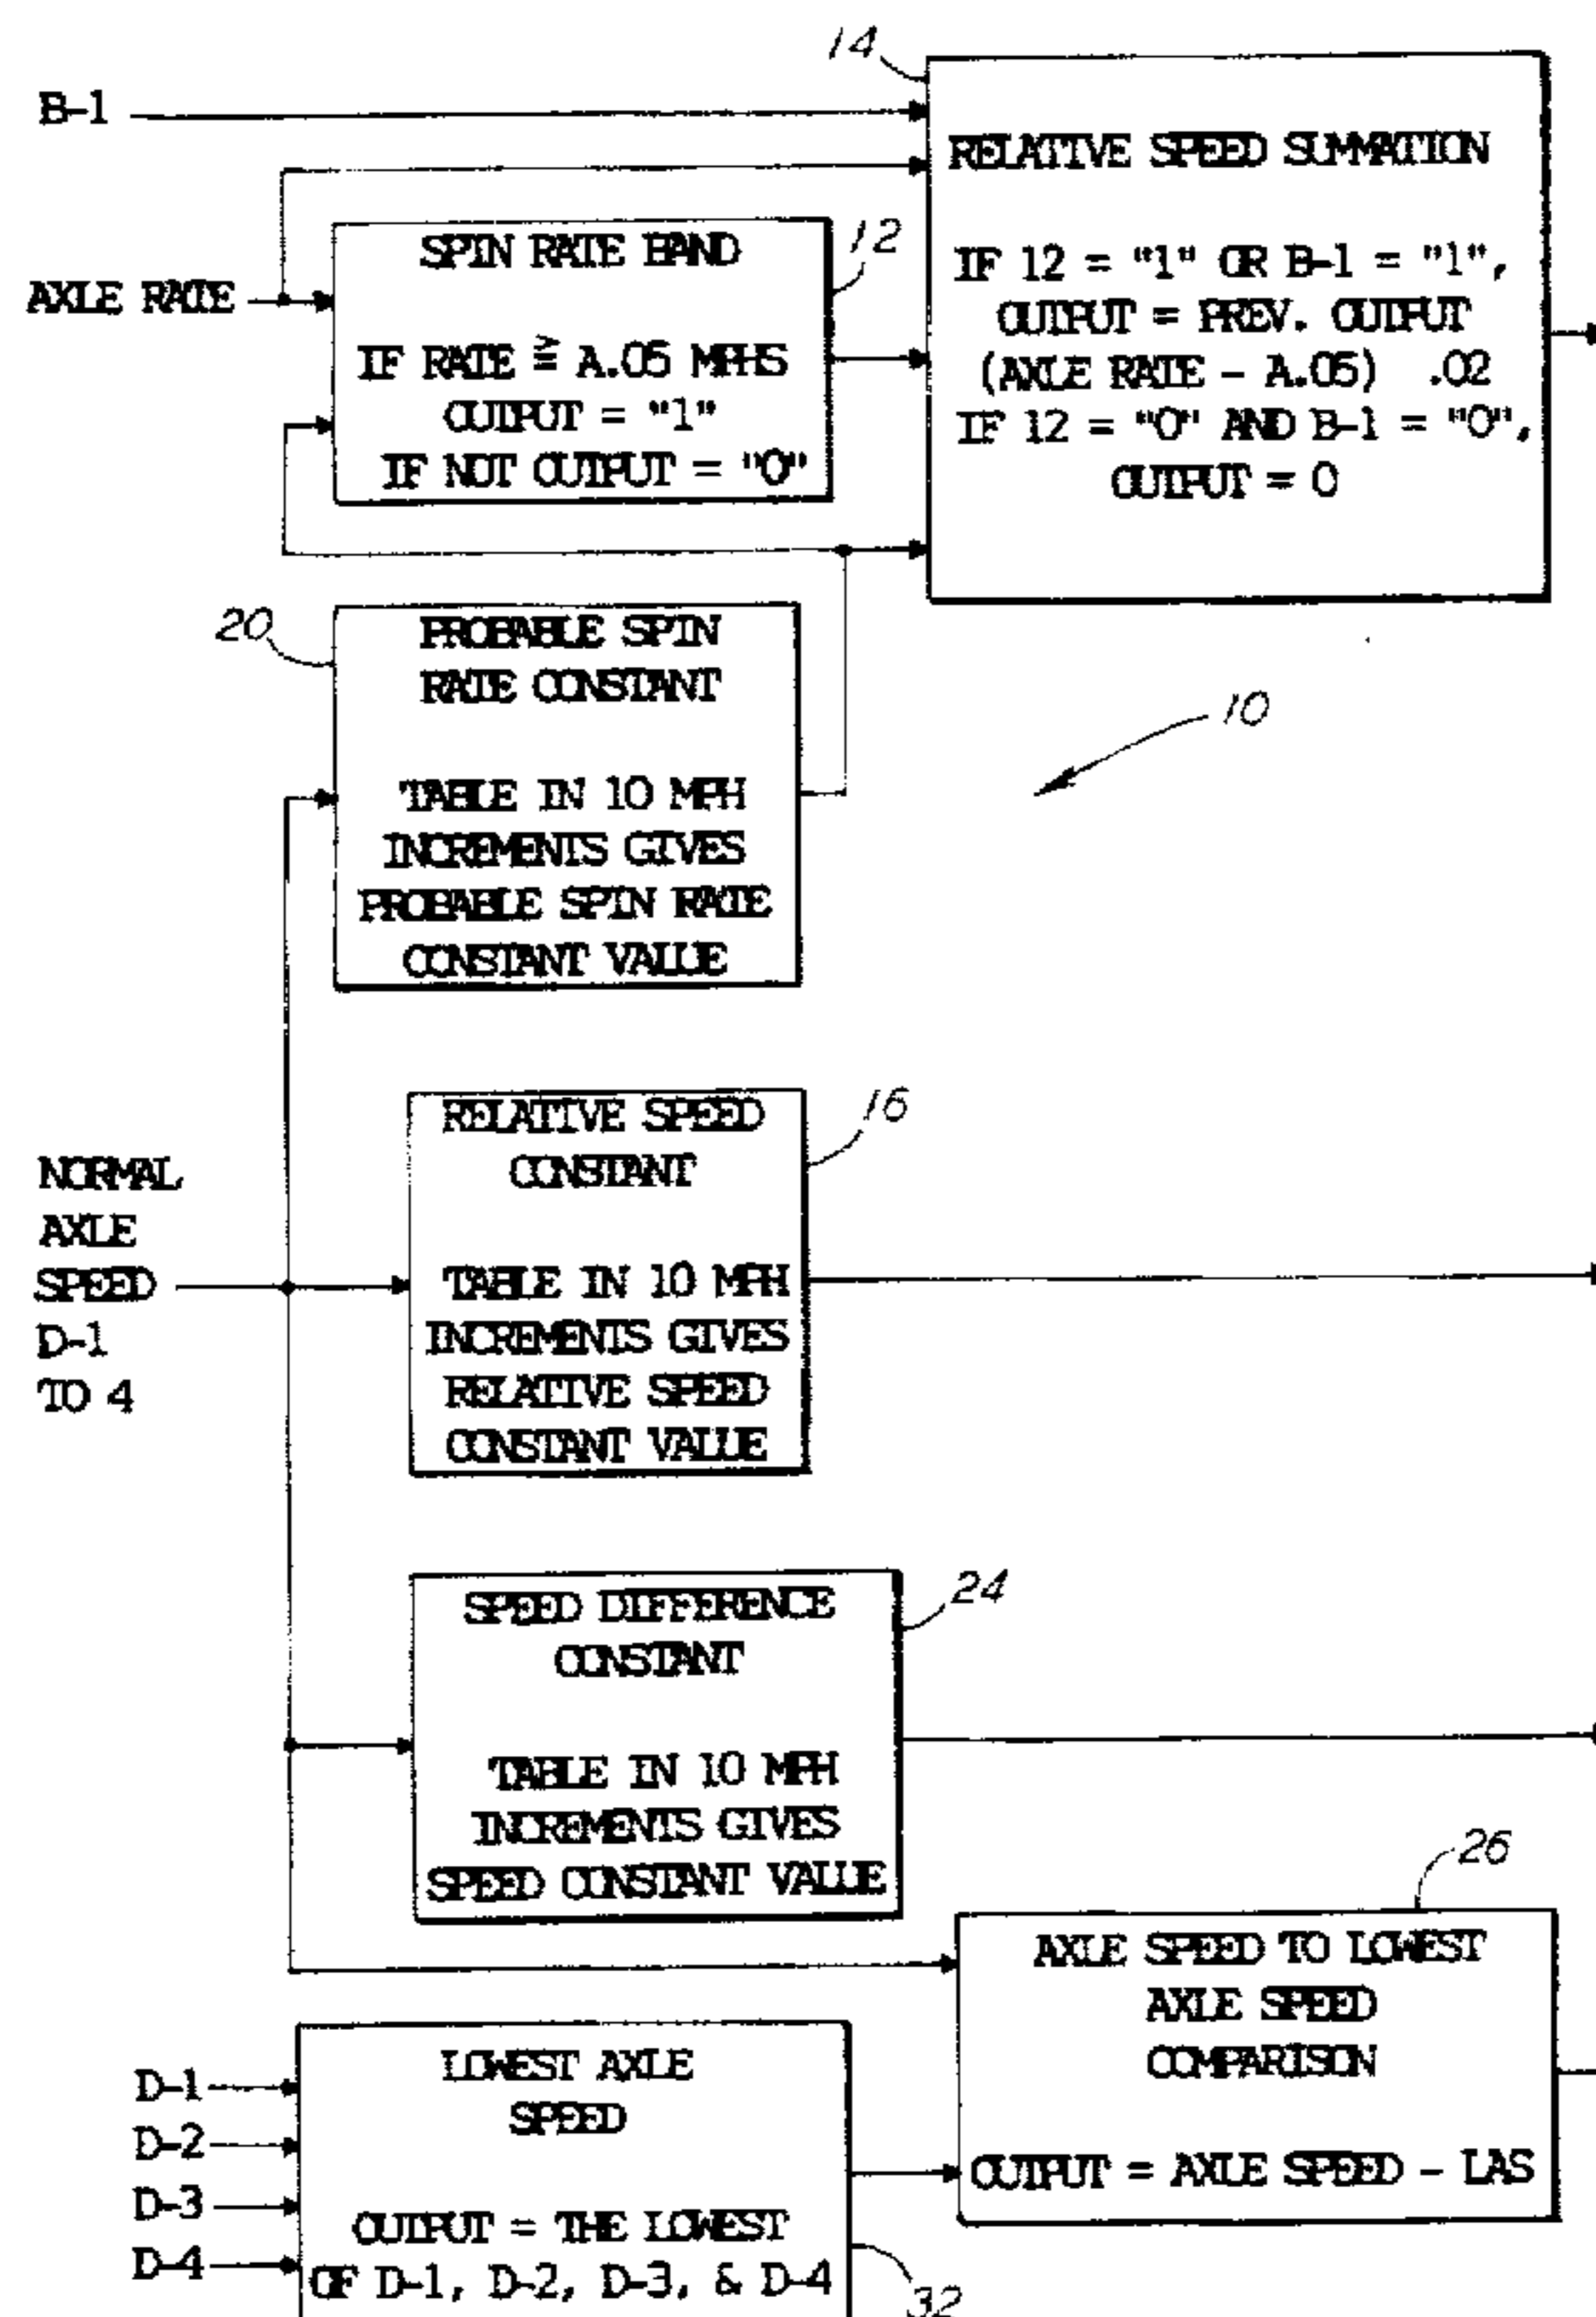 14
B-1
RELATIVE SPEED SUMMATION
IF 12 = "1" OR B-1 = "1",
OUTPUT = PREV. OUTPUT
(AXLE RATE - A.05) .02
IF 12 = "0" AND B-1 = "0",
OUTPUT = 0
12
SPIN RATE BAND
IF RATE ≧ A.05 MPHS
OUTPUT = "1"
IF NOT OUTPUT = "0"
AXLE RATE
20
PROBABLE SPIN
RATE CONSTANT
TABLE IN 10 MPH
INCREMENTS GIVES
PROBABLE SPIN RATE
CONSTANT VALUE
10
16
RELATIVE SPEED
CONSTANT
TABLE IN 10 MPH
INCREMENTS GIVES
RELATIVE SPEED
CONSTANT VALUE
NORMAL
AXLE
SPEED
D-1
TO 4
24
SPEED DIFFERENCE
CONSTANT
TABLE IN 10 MPH
INCREMENTS GIVES
SPEED CONSTANT VALUE
26
AXLE SPEED TO LOWEST
AXLE SPEED
COMPARISON
OUTPUT = AXLE SPEED - LAS
LOWEST AXLE
SPEED
OUTPUT = THE LOWEST
OF D-1, D-2, D-3, & D-4
D-1
D-2
D-3
D-4
32